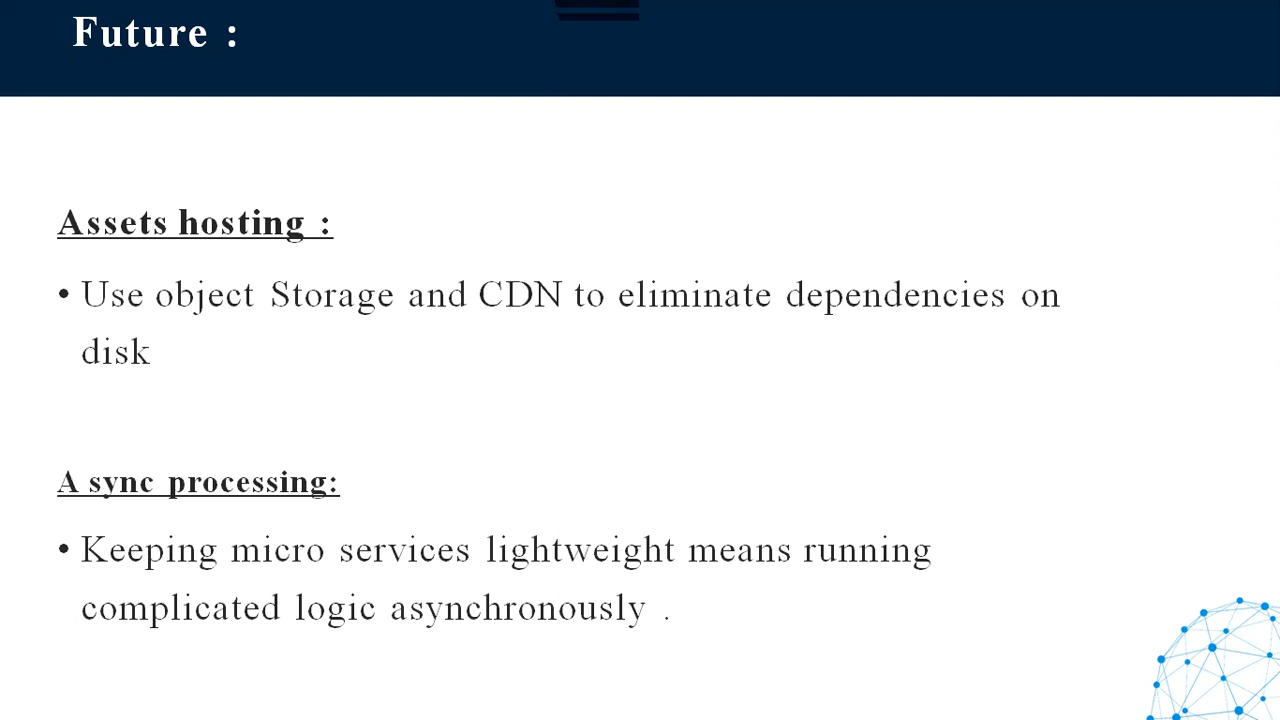 Future :
Assets hosting :
• Use object Storage and CDN to eliminate dependencies on
disk
A sync processing:
• Keeping micro services lightweight means running
complicated logic asynchronously .